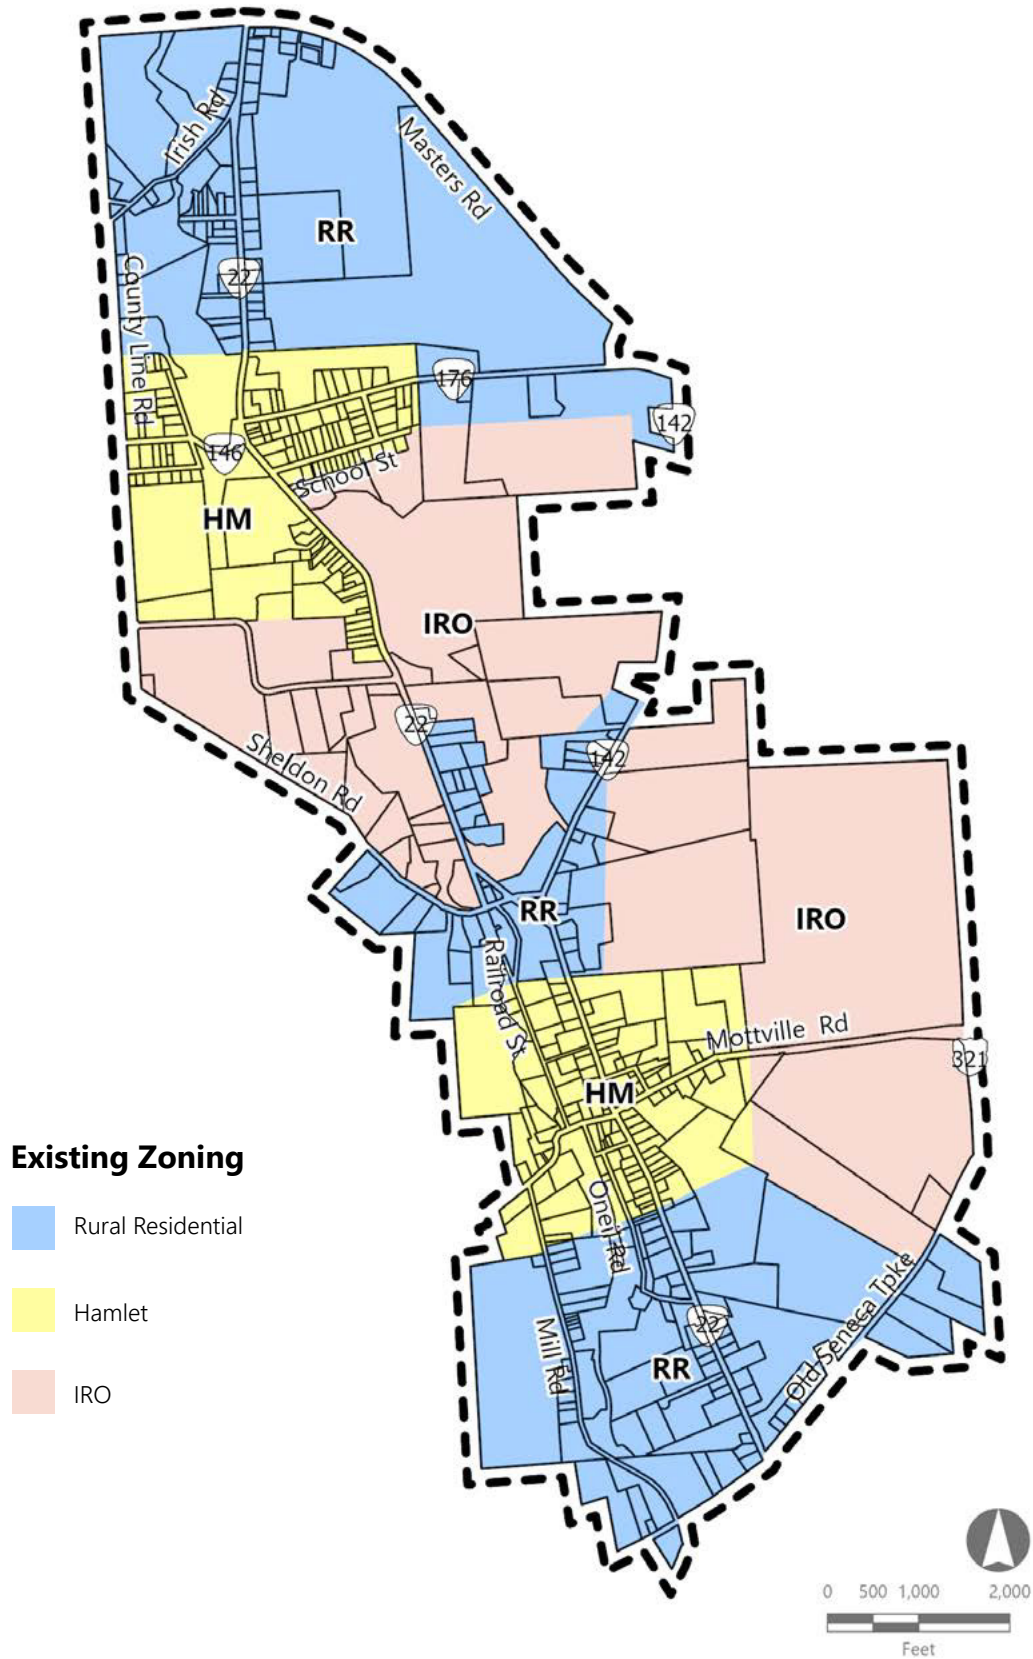 Irish Rd
Masters Rd
RR
22
County Line Rd
176
142
146
School St
HM
IRO
22
142
Sheldon Rd
RR
IRO
Railroad St
Mottville Rd
321
HM
Existing Zoning
Oneil Rd
Rural Residential
Old Seneca Tpke
Hamlet
22
Mill Rd
RR
IRO
0 500 1,000 2,000
Feet